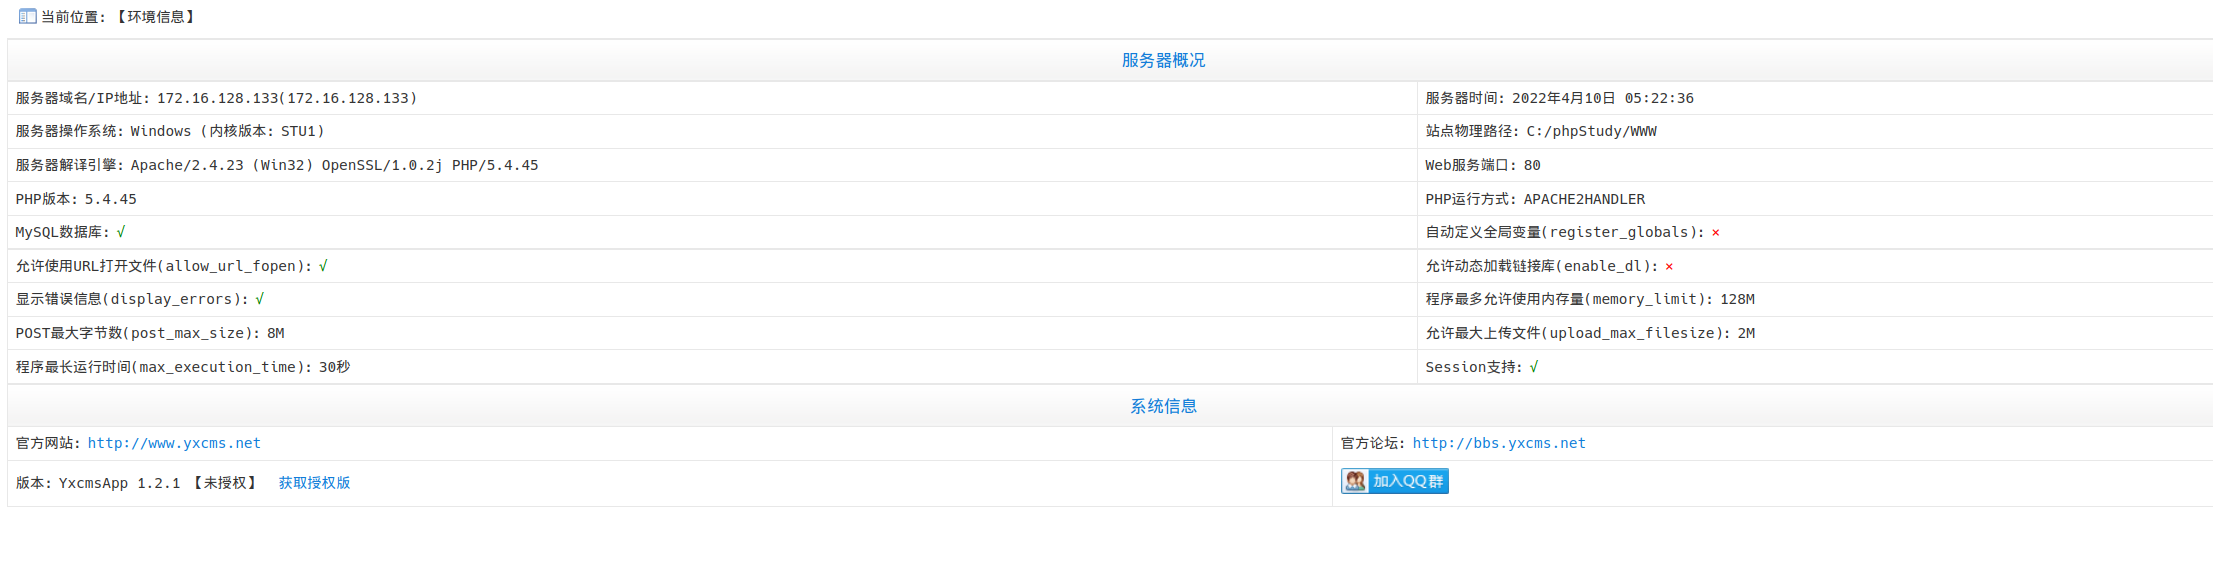 当前位置:【环境信息】
服务器概况
服务器域名/IP地址: 172.16.128.133(172.16.128.133)
服务器时间: 2022年4月10日 05:22:36
服务器操作系统: Windows (内核版本: STU1)
站点物理路径: C:/phpStudy/WWW
服务器解译引擎: Apache/2.4.23 (Win32) OpenSSL/1.0.2j PHP/5.4.45
Web服务端口: 80
PHP版本: 5.4.45
PHP运行方式: APACHE2HANDLER
MySQL数据库: √
自动定义全局变量(register_globals): ×
允许使用URL打开文件(allow_url_fopen): √
允许动态加载链接库(enable_dl): ×
显示错误信息(display_errors): √
程序最多允许使用内存量(memory_limit): 128M
POST最大字节数(post_max_size): 8M
允许最大上传文件(upload_max_filesize): 2M
程序最长运行时间(max_execution_time): 30秒
Session支持: √
系统信息
官方网站: http://www.yxcms.net
官方论坛: http://bbs.yxcms.net
版本: YxcmsApp 1.2.1 【未授权】 获取授权版
加入QQ群